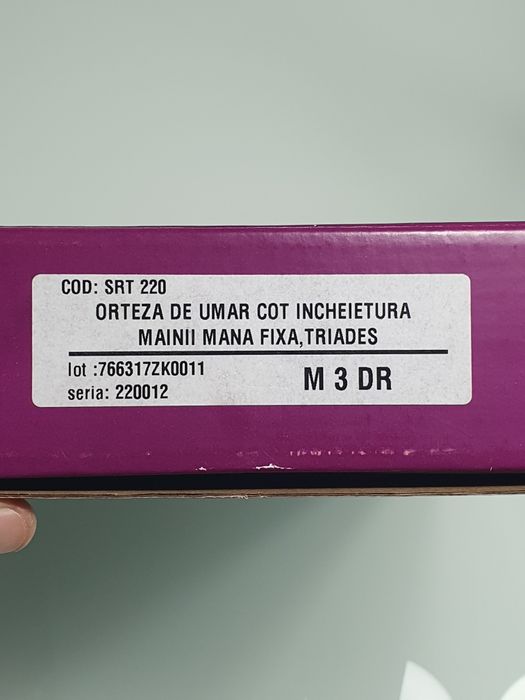 COD: SRT 220
ORTEZA DE UMAR COT INCHEIETURA
MAINII MANA FIXA,TRIADES
lot :766317ZK0011
seria: 220012
M 3 DR